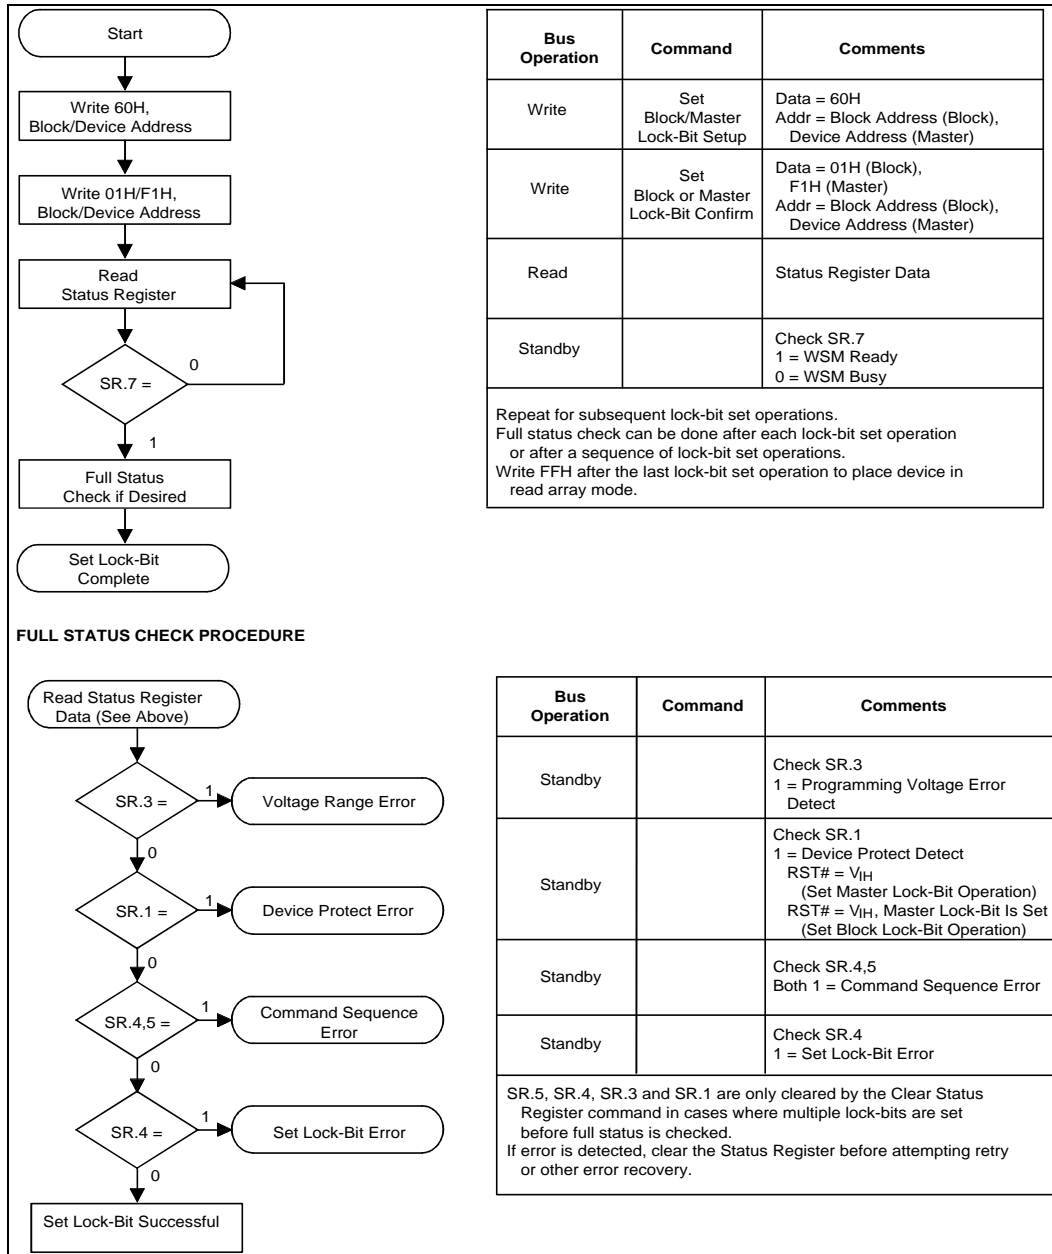 Start
Write 60H,
Block/Device Address
Write 01H/F1H,
Block/Device Address
Read
Status Register
0
SR.7 =
1
Full Status
Check if Desired
Set Lock-Bit
Complete
Bus
Operation
Command
Comments
Write
Set
Block/Master
Lock-Bit Setup
Data = 60H
Addr = Block Address (Block),
Device Address (Master)
Write
Set
Block or Master
Lock-Bit Confirm
Data = 01H (Block),
F1H (Master)
Addr = Block Address (Block),
Device Address (Master)
Read
Status Register Data
Standby
Check SR.7
1 = WSM Ready
0 = WSM Busy
Repeat for subsequent lock-bit set operations.
Full status check can be done after each lock-bit set operation
or after a sequence of lock-bit set operations.
Write FFH after the last lock-bit set operation to place device in
read array mode.
FULL STATUS CHECK PROCEDURE
Read Status Register
Data (See Above)
SR.3 =
1
Voltage Range Error
0
SR.1 =
1
Device Protect Error
0
SR.4,5 =
1
Command Sequence
Error
0
SR.4 =
1
Set Lock-Bit Error
0
Set Lock-Bit Successful
Bus
Operation
Command
Comments
Standby
Check SR.3
1 = Programming Voltage Error
Detect
Standby
Check SR.1
1 = Device Protect Detect
RST# = VIH
(Set Master Lock-Bit Operation)
RST# = VIH, Master Lock-Bit Is Set
(Set Block Lock-Bit Operation)
Standby
Check SR.4,5
Both 1 = Command Sequence Error
Standby
Check SR.4
1 = Set Lock-Bit Error
SR.5, SR.4, SR.3 and SR.1 are only cleared by the Clear Status
Register command in cases where multiple lock-bits are set
before full status is checked.
If error is detected, clear the Status Register before attempting retry
or other error recovery.